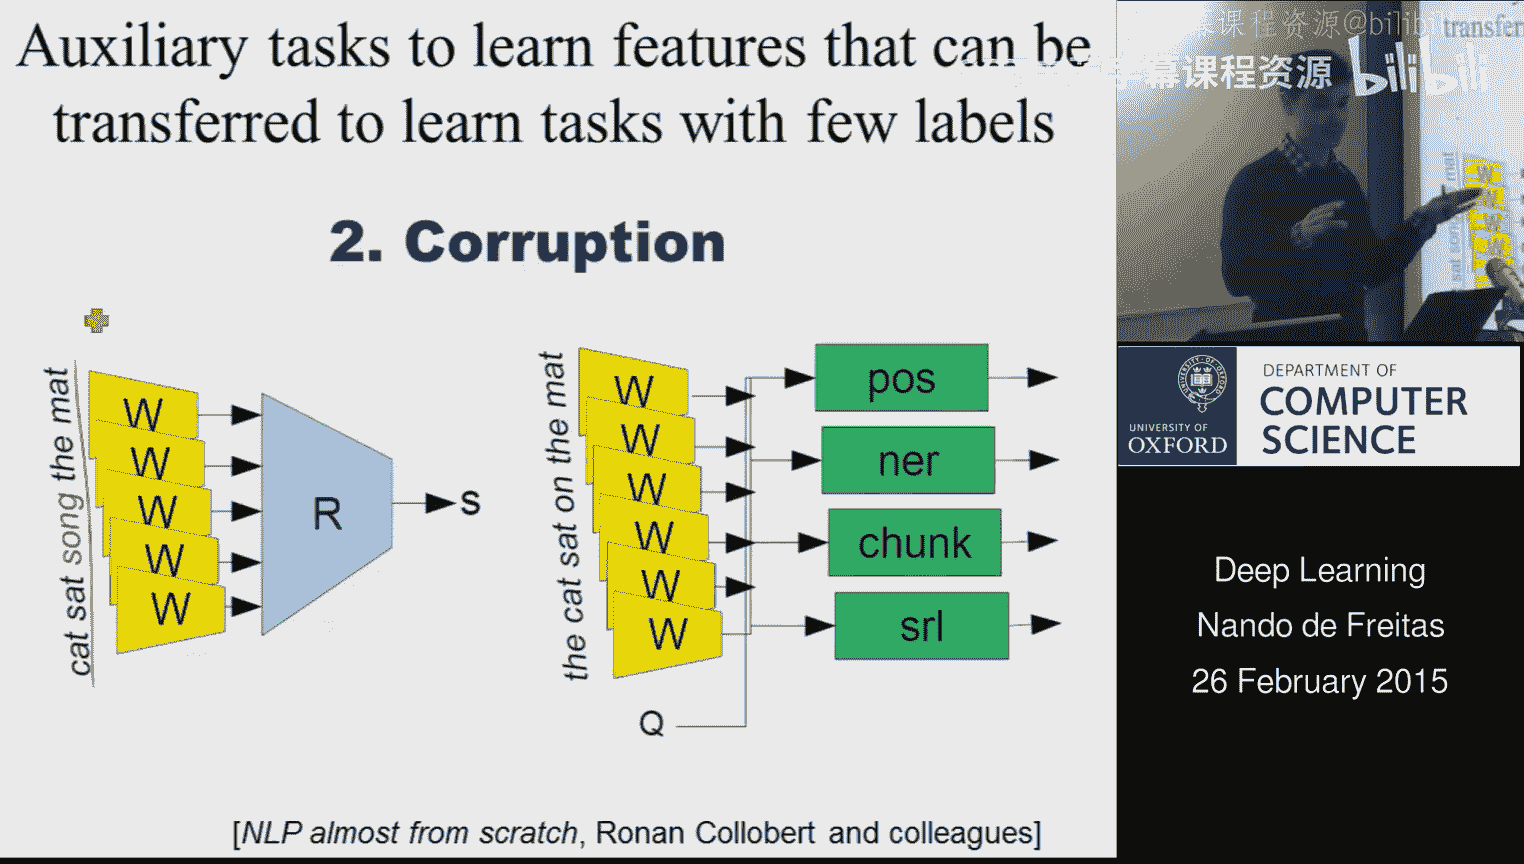 Auxiliary tasks to learn features that can be
transferred to learn tasks with few labels
2. Corruption
cat sat song the mat
W
W
W
W
W
R
S
the cat sat on the mat
W
W
W
W
W
W
Q
pos
ner
chunk
srl
[NLP almost from scratch, Ronan Collobert and colleagues]
课程资源@bilibili
transfer
幕课程资源 bilibili
mat
UNIVERSITY OF
OXFORD
DEPARTMENT OF
COMPUTER
SCIENCE
Deep Learning
Nando de Freitas
26 February 2015